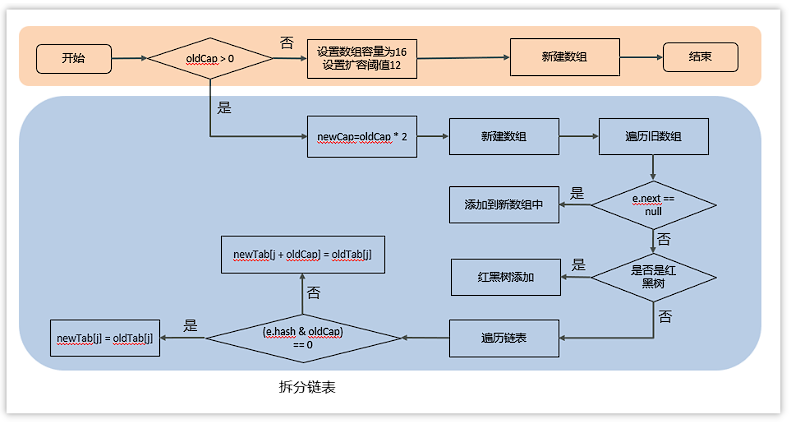 开始
oldCap > 0
否
设置数组容量为16
设置扩容阈值12
新建数组
结束
是
newCap=oldCap * 2
新建数组
遍历旧数组
e.next ==
null
是
添加到新数组中
否
是否是红
黑树
是
红黑树添加
否
遍历链表
(e.hash & oldCap)
== 0
否
newTab[j + oldCap] = oldTab[j]
是
newTab[j] = oldTab[j]
拆分链表